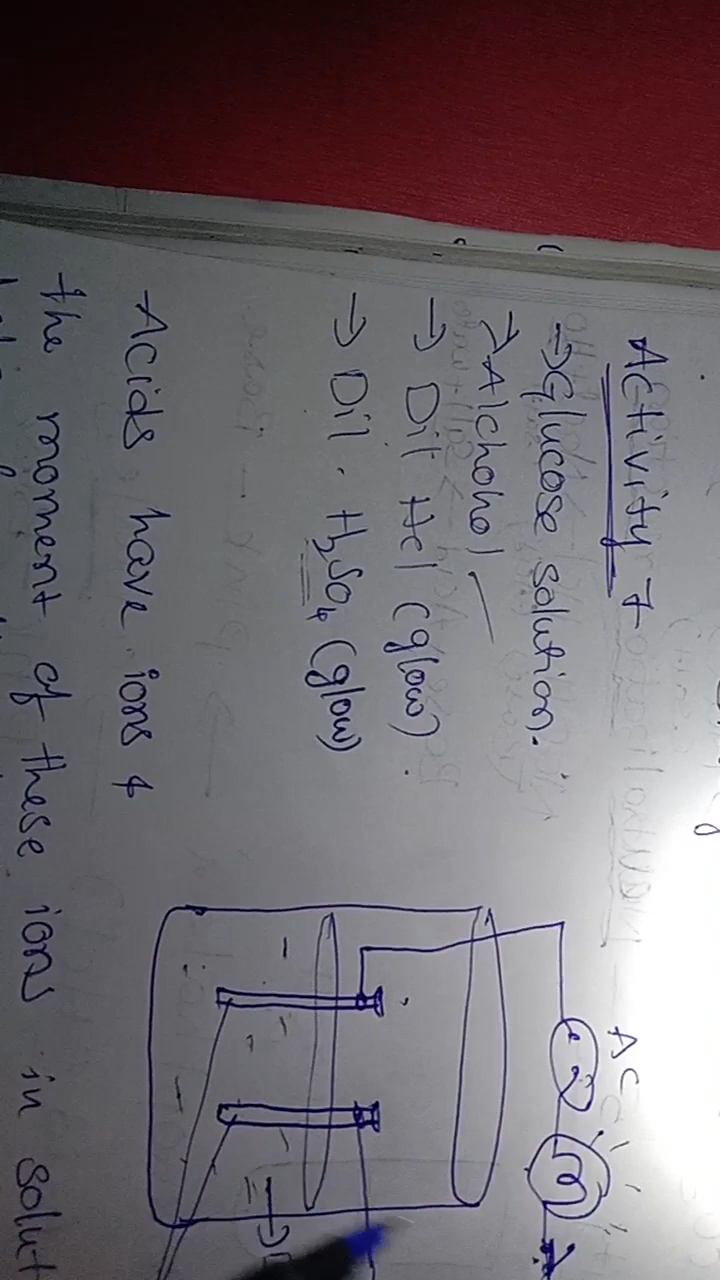 Activity 7
→ Glucose solution.
→ Alchohol
→ Dil Hcl (glow)
→ Dil. H₂SO₄ (glow)
AC
Acids have ions &
the moment of these ions in solut